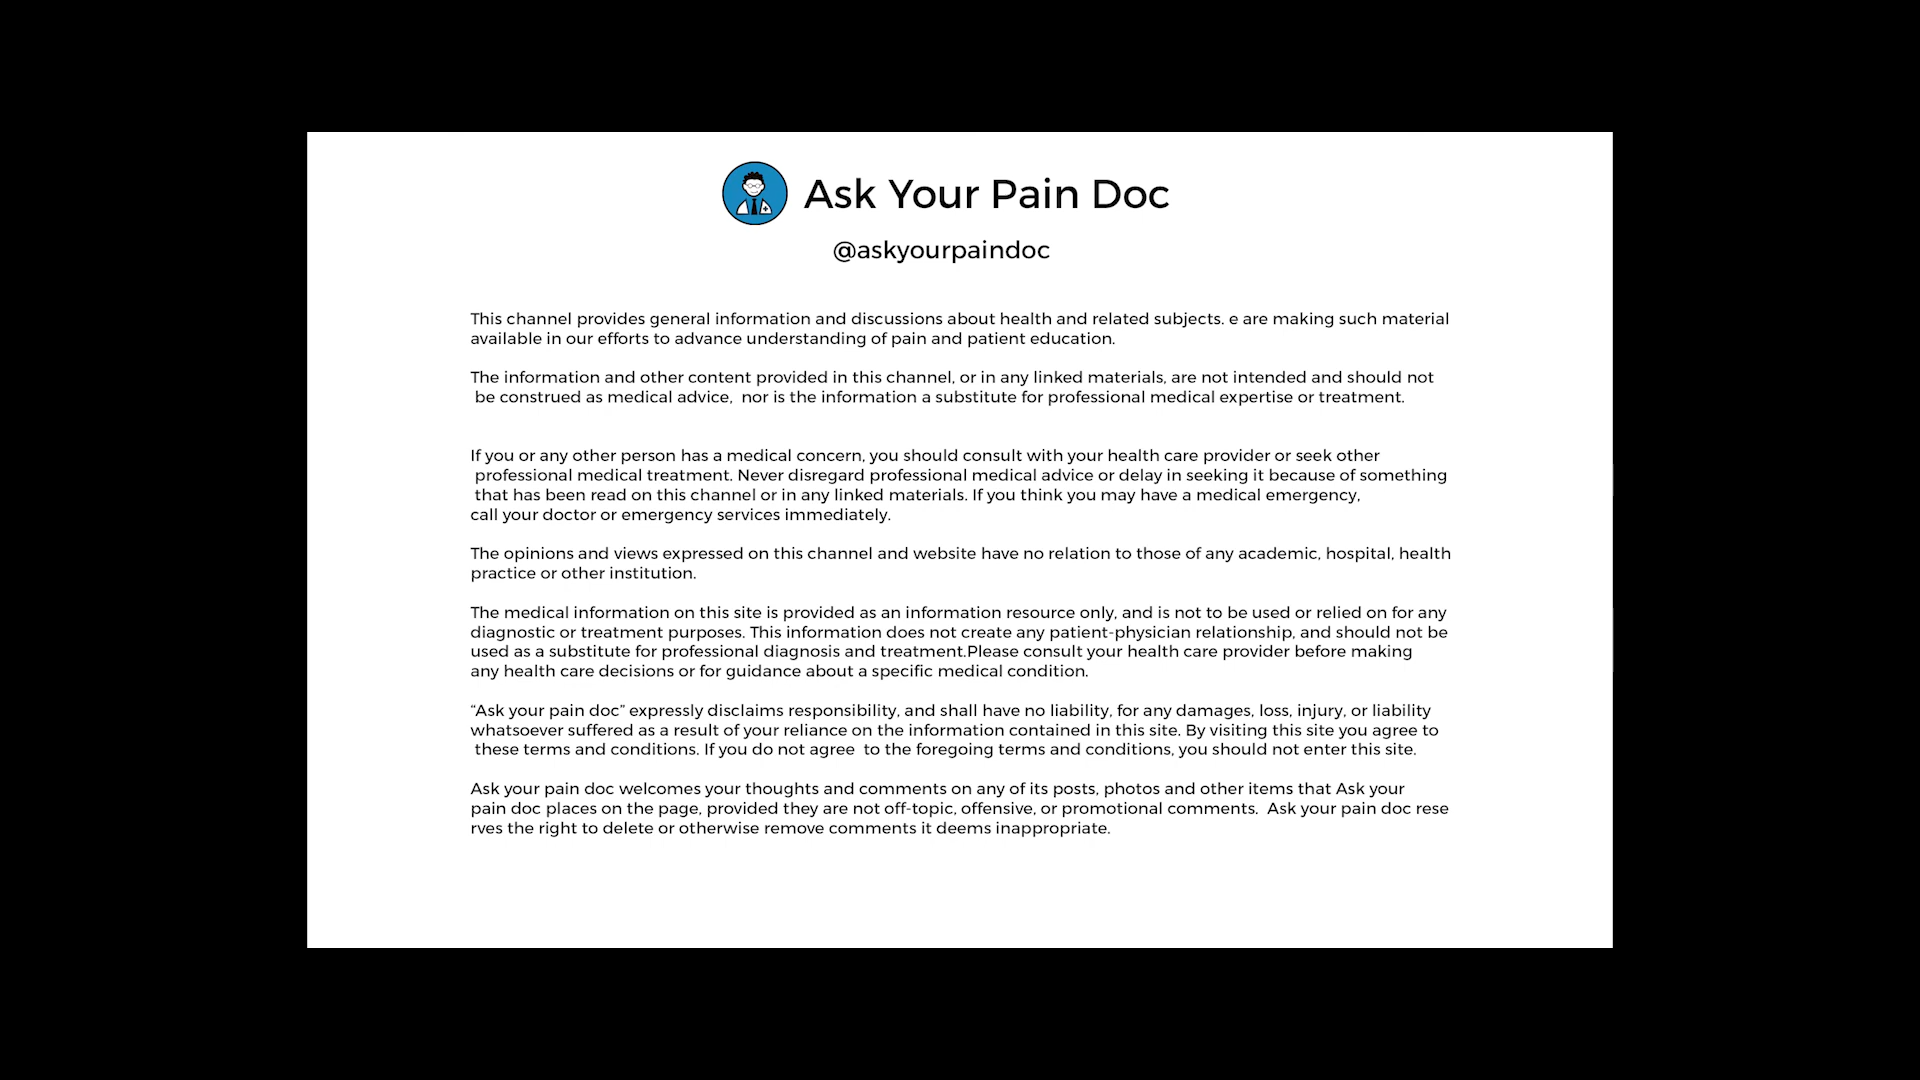 Ask Your Pain Doc
@askyourpaindoc
This channel provides general information and discussions about health and related subjects. e are making such material
available in our efforts to advance understanding of pain and patient education.
The information and other content provided in this channel, or in any linked materials, are not intended and should not
be construed as medical advice, nor is the information a substitute for professional medical expertise or treatment.
If you or any other person has a medical concern, you should consult with your health care provider or seek other
professional medical treatment. Never disregard professional medical advice or delay in seeking it because of something
that has been read on this channel or in any linked materials. If you think you may have a medical emergency,
call your doctor or emergency services immediately.
The opinions and views expressed on this channel and website have no relation to those of any academic, hospital, health
practice or other institution.
The medical information on this site is provided as an information resource only, and is not to be used or relied on for any
diagnostic or treatment purposes. This information does not create any patient-physician relationship, and should not be
used as a substitute for professional diagnosis and treatment.Please consult your health care provider before making
any health care decisions or for guidance about a specific medical condition.
“Ask your pain doc” expressly disclaims responsibility, and shall have no liability, for any damages, loss, injury, or liability
whatsoever suffered as a result of your reliance on the information contained in this site. By visiting this site you agree to
these terms and conditions. If you do not agree to the foregoing terms and conditions, you should not enter this site.
Ask your pain doc welcomes your thoughts and comments on any of its posts, photos and other items that Ask your
pain doc places on the page, provided they are not off-topic, offensive, or promotional comments. Ask your pain doc rese
rves the right to delete or otherwise remove comments it deems inappropriate.